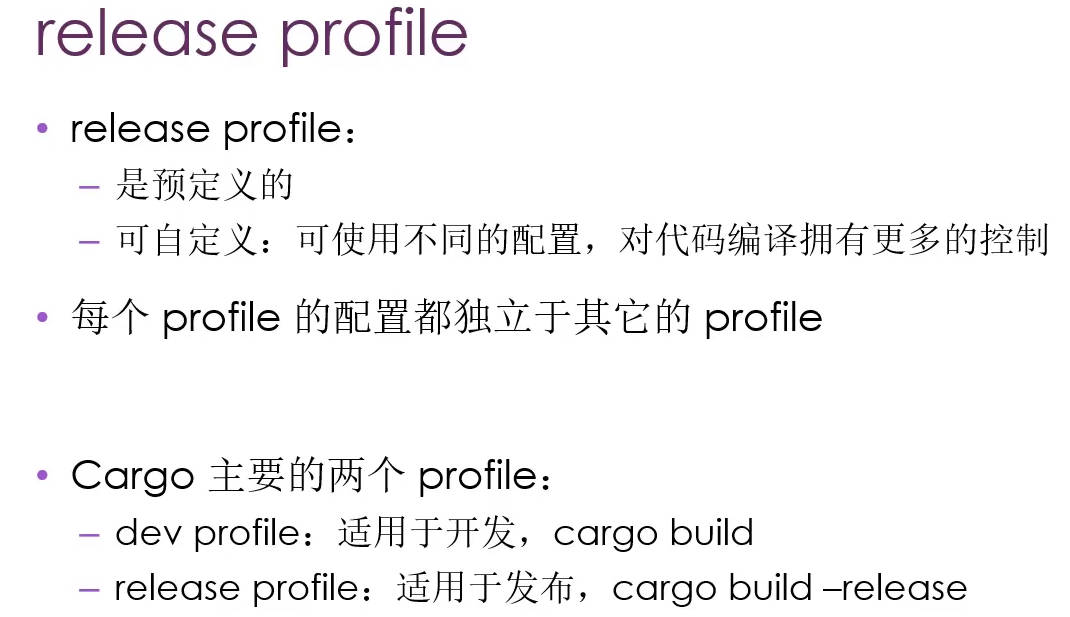 release profile
• release profile：
– 是预定义的
– 可自定义：可使用不同的配置，对代码编译拥有更多的控制
• 每个 profile 的配置都独立于其它的 profile
• Cargo 主要的两个 profile：
– dev profile：适用于开发，cargo build
– release profile：适用于发布，cargo build –release